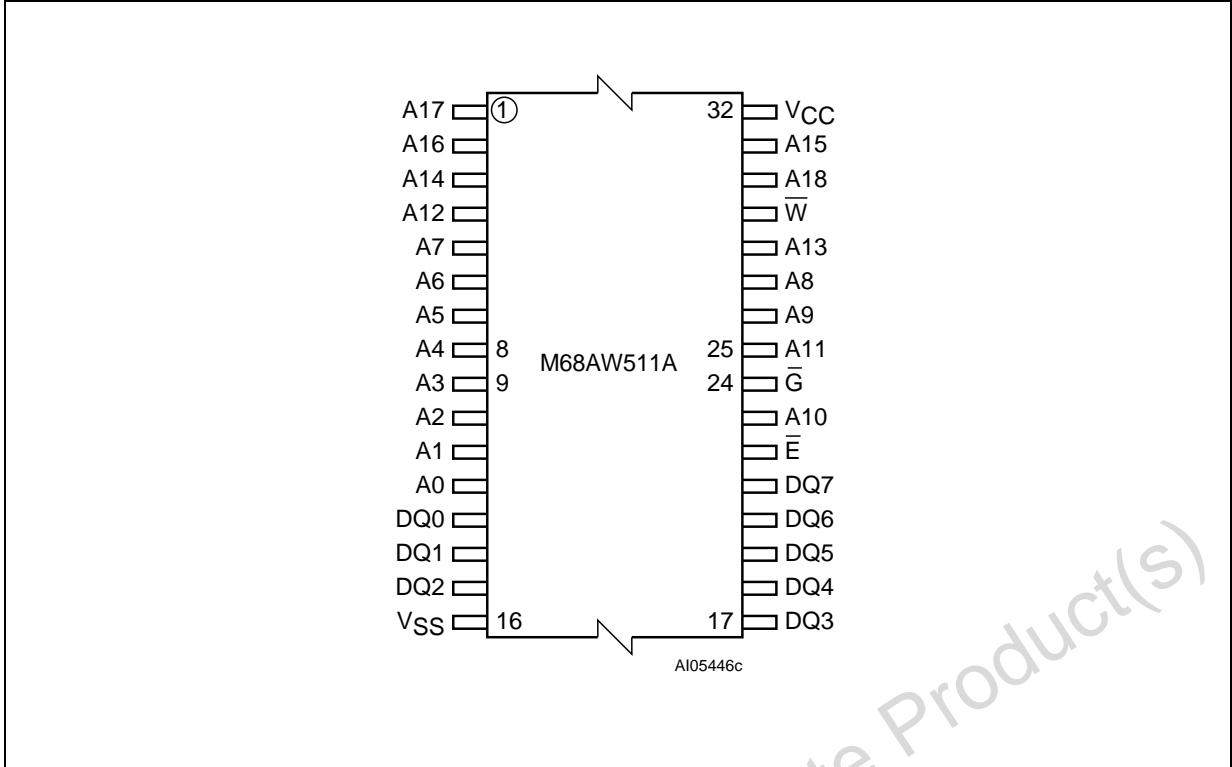 A17 1 32 VCC
A16 A15
A14 A18
A12 W̅
A7 A13
A6 A8
A5 A9
A4 8 25 A11
M68AW511A
A3 9 24 G̅
A2 A10
A1 E̅
A0 DQ7
DQ0 DQ6
DQ1 DQ5
DQ2 DQ4
VSS 16 17 DQ3
AI05446c
Product(s)